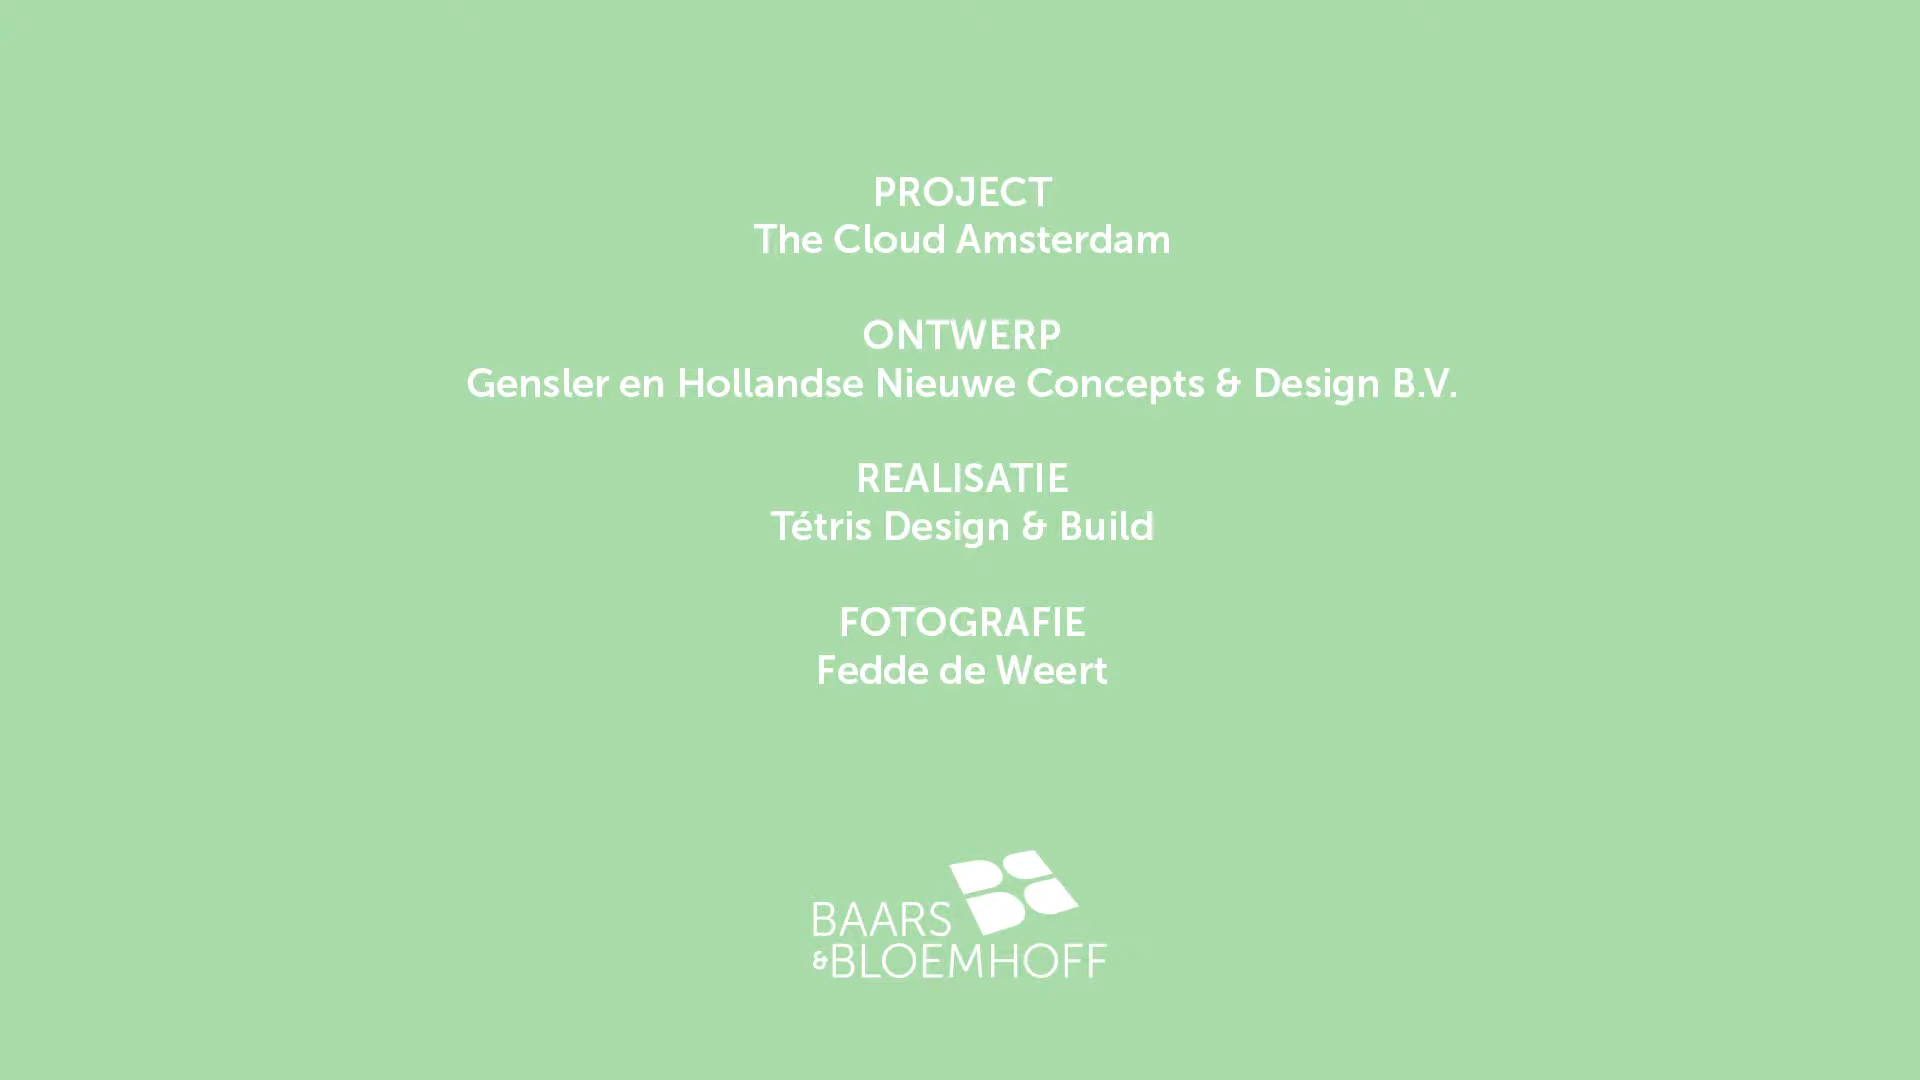 PROJECT
The Cloud Amsterdam
ONTWERP
Gensler en Hollandse Nieuwe Concepts & Design B.V.
REALISATIE
Tétris Design & Build
FOTOGRAFIE
Fedde de Weert
BAARS
&BLOEMHOFF